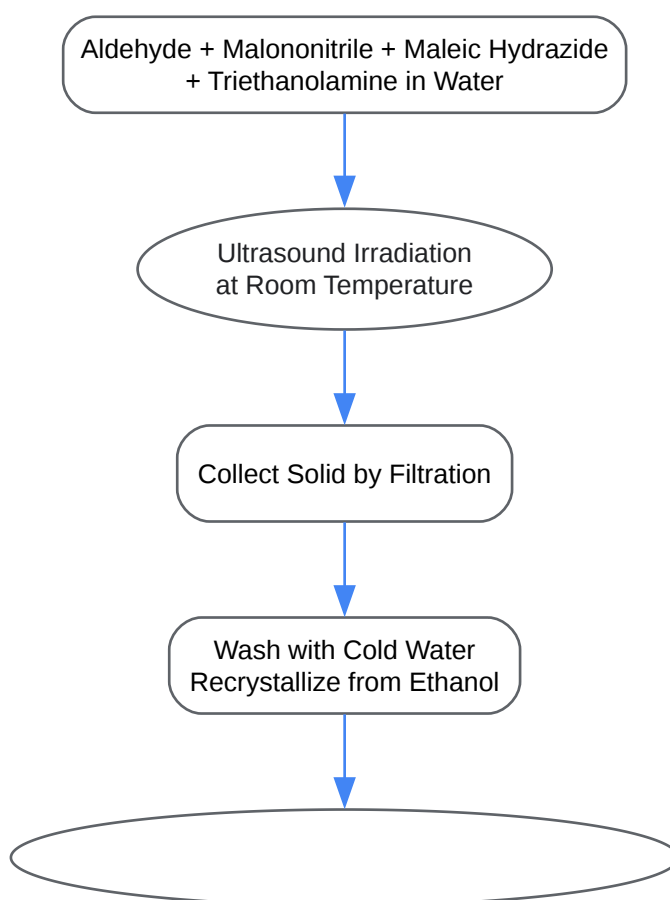 Aldehyde + Malononitrile + Maleic Hydrazide
+ Triethanolamine in Water
Ultrasound Irradiation
at Room Temperature
Collect Solid by Filtration
Wash with Cold Water
Recrystallize from Ethanol